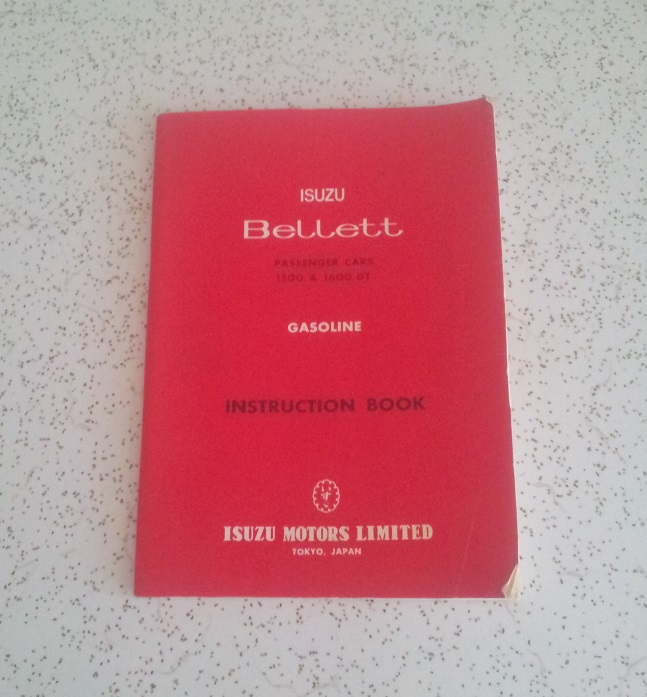 ISUZU
Bellett
PASSENGER CARS
1500 & 1600 GT
GASOLINE
INSTRUCTION BOOK
ISUZU MOTORS LIMITED
TOKYO, JAPAN